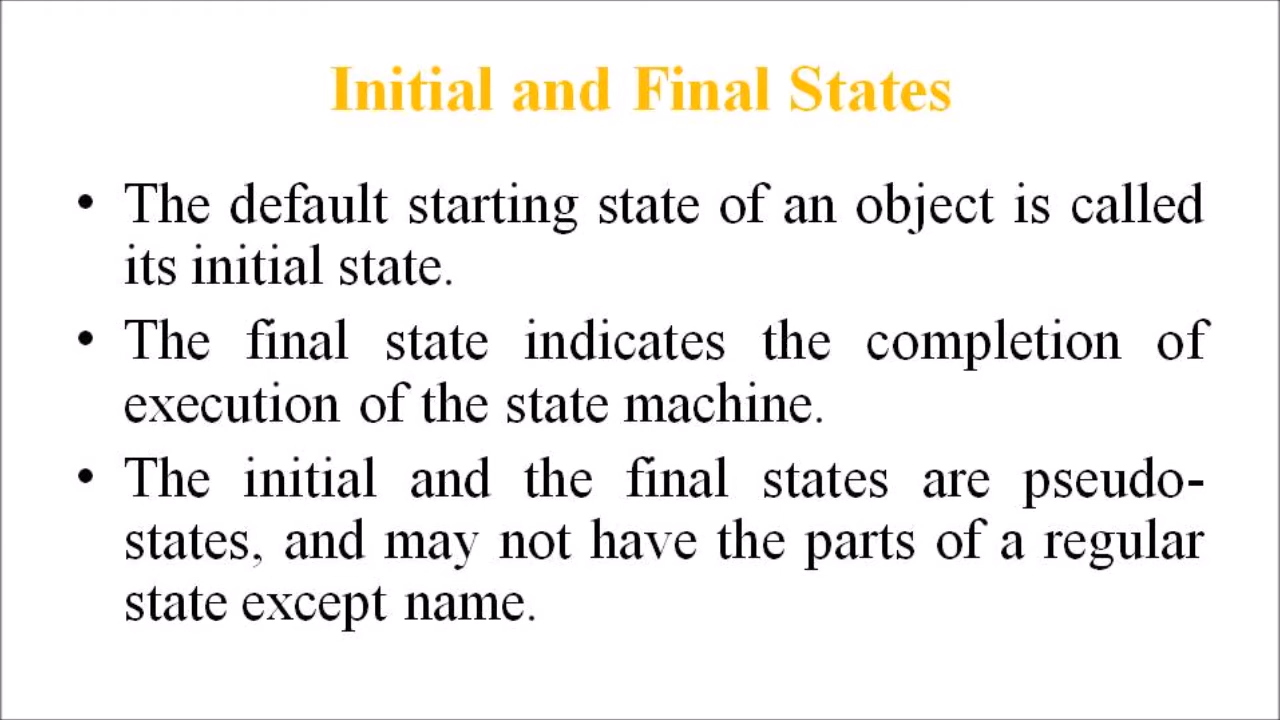 Initial and Final States
• The default starting state of an object is called
its initial state.
• The final state indicates the completion of
execution of the state machine.
• The initial and the final states are pseudo-
states, and may not have the parts of a regular
state except name.